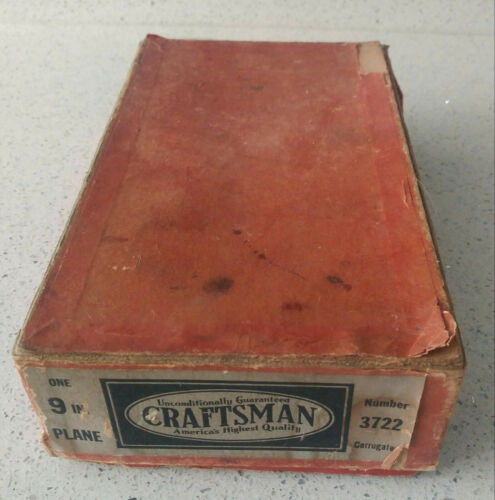 ONE
9 IN
PLANE
Unconditionally Guaranteed
CRAFTSMAN
America's Highest Quality
Number
3722
Corrugate